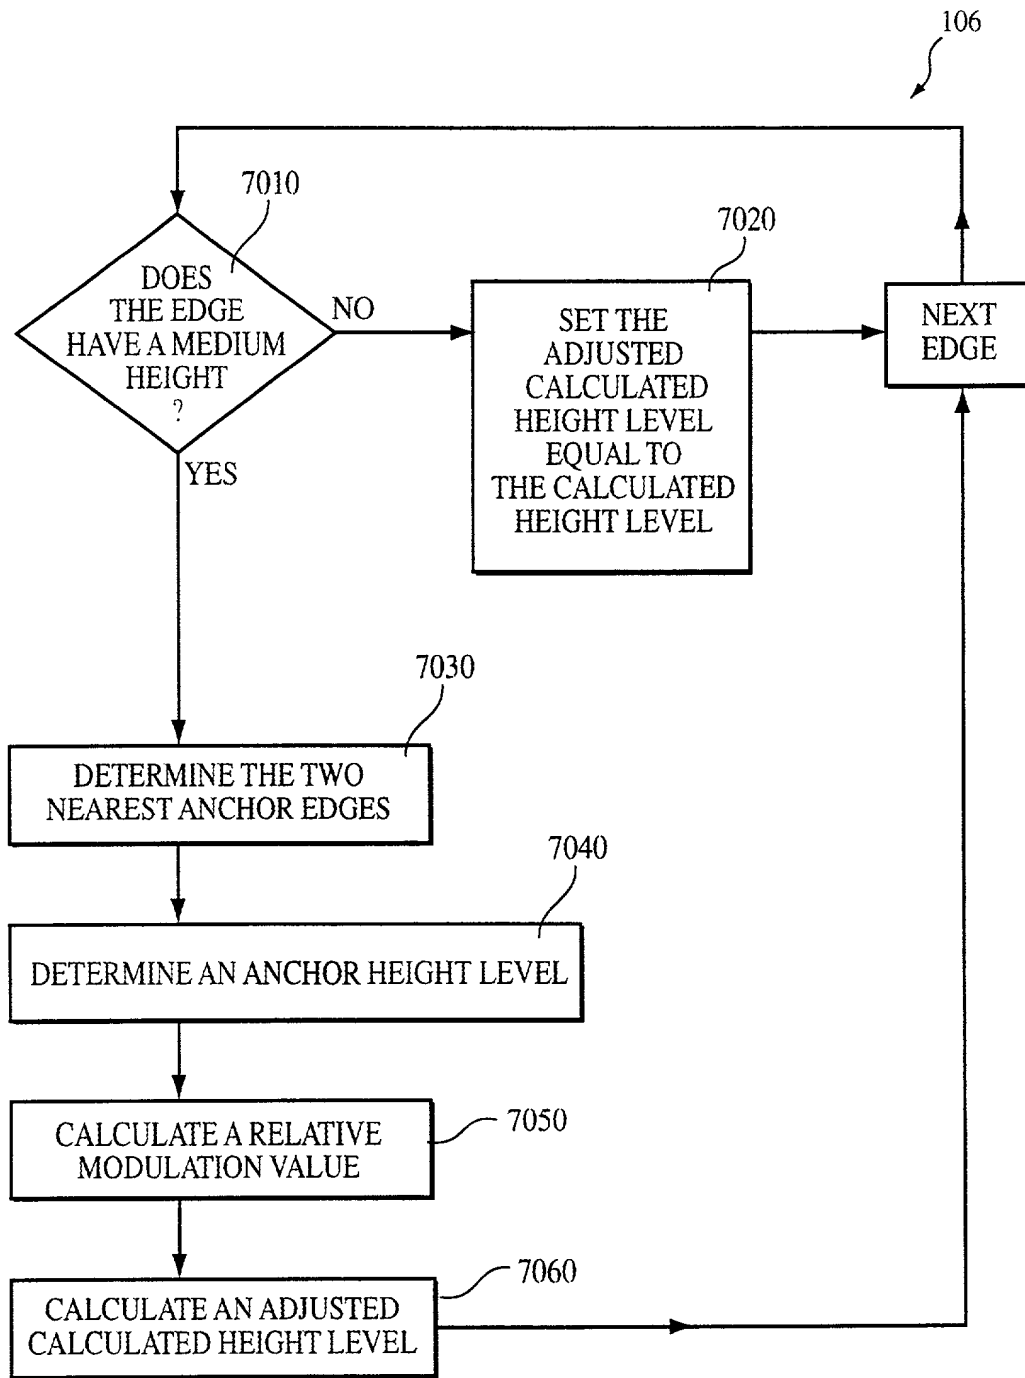 106
7010
DOES
THE EDGE
HAVE A MEDIUM
HEIGHT
?
NO
YES
7020
SET THE
ADJUSTED
CALCULATED
HEIGHT LEVEL
EQUAL TO
THE CALCULATED
HEIGHT LEVEL
NEXT
EDGE
7030
DETERMINE THE TWO
NEAREST ANCHOR EDGES
7040
DETERMINE AN ANCHOR HEIGHT LEVEL
CALCULATE A RELATIVE
MODULATION VALUE
7050
CALCULATE AN ADJUSTED
CALCULATED HEIGHT LEVEL
7060